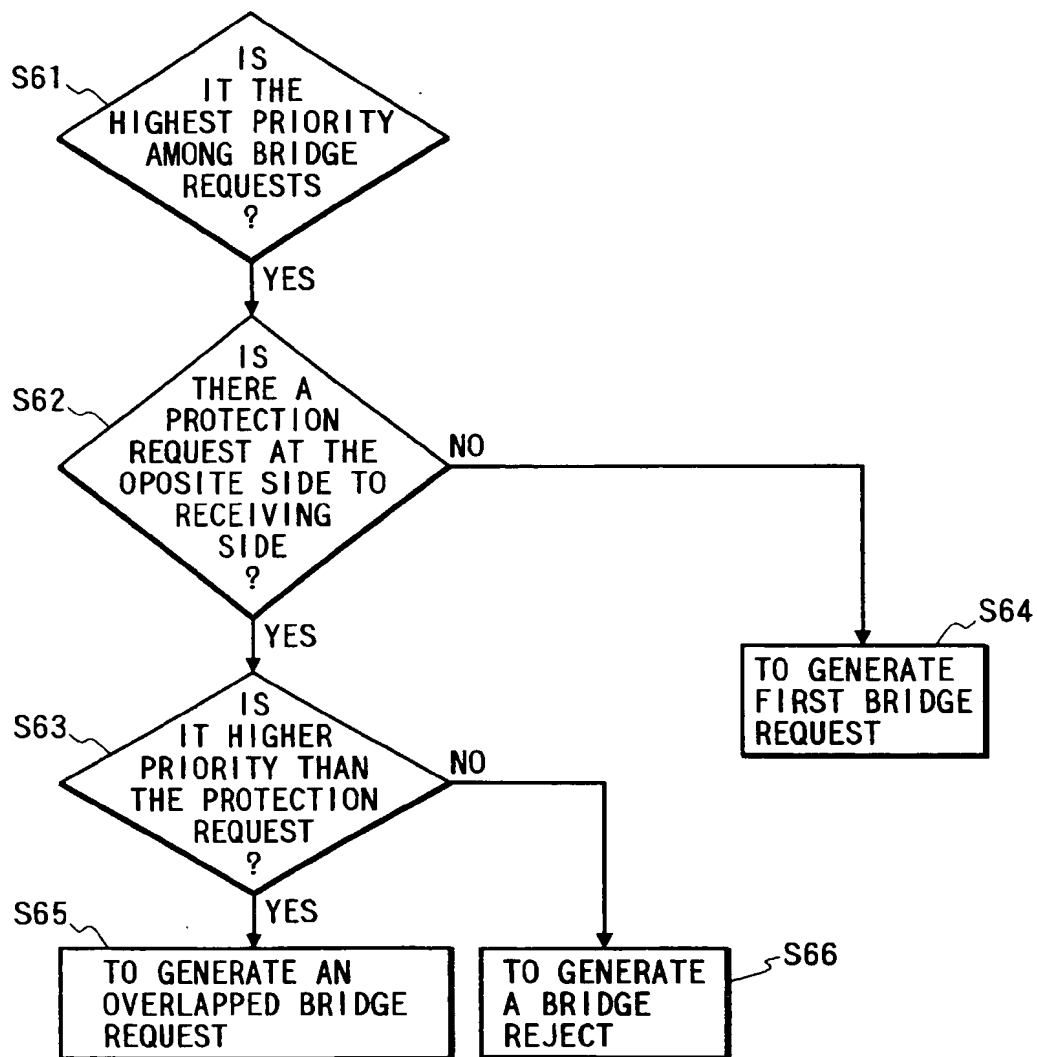 S61
IS
IT THE
HIGHEST PRIORITY
AMONG BRIDGE
REQUESTS
?
YES
S62
IS
THERE A
PROTECTION
REQUEST AT THE
OPOSITE SIDE TO
RECEIVING
SIDE
?
NO
YES
S64
TO GENERATE
FIRST BRIDGE
REQUEST
S63
IS
IT HIGHER
PRIORITY THAN
THE PROTECTION
REQUEST
?
NO
YES
S65
TO GENERATE AN
OVERLAPPED BRIDGE
REQUEST
S66
TO GENERATE
A BRIDGE
REJECT